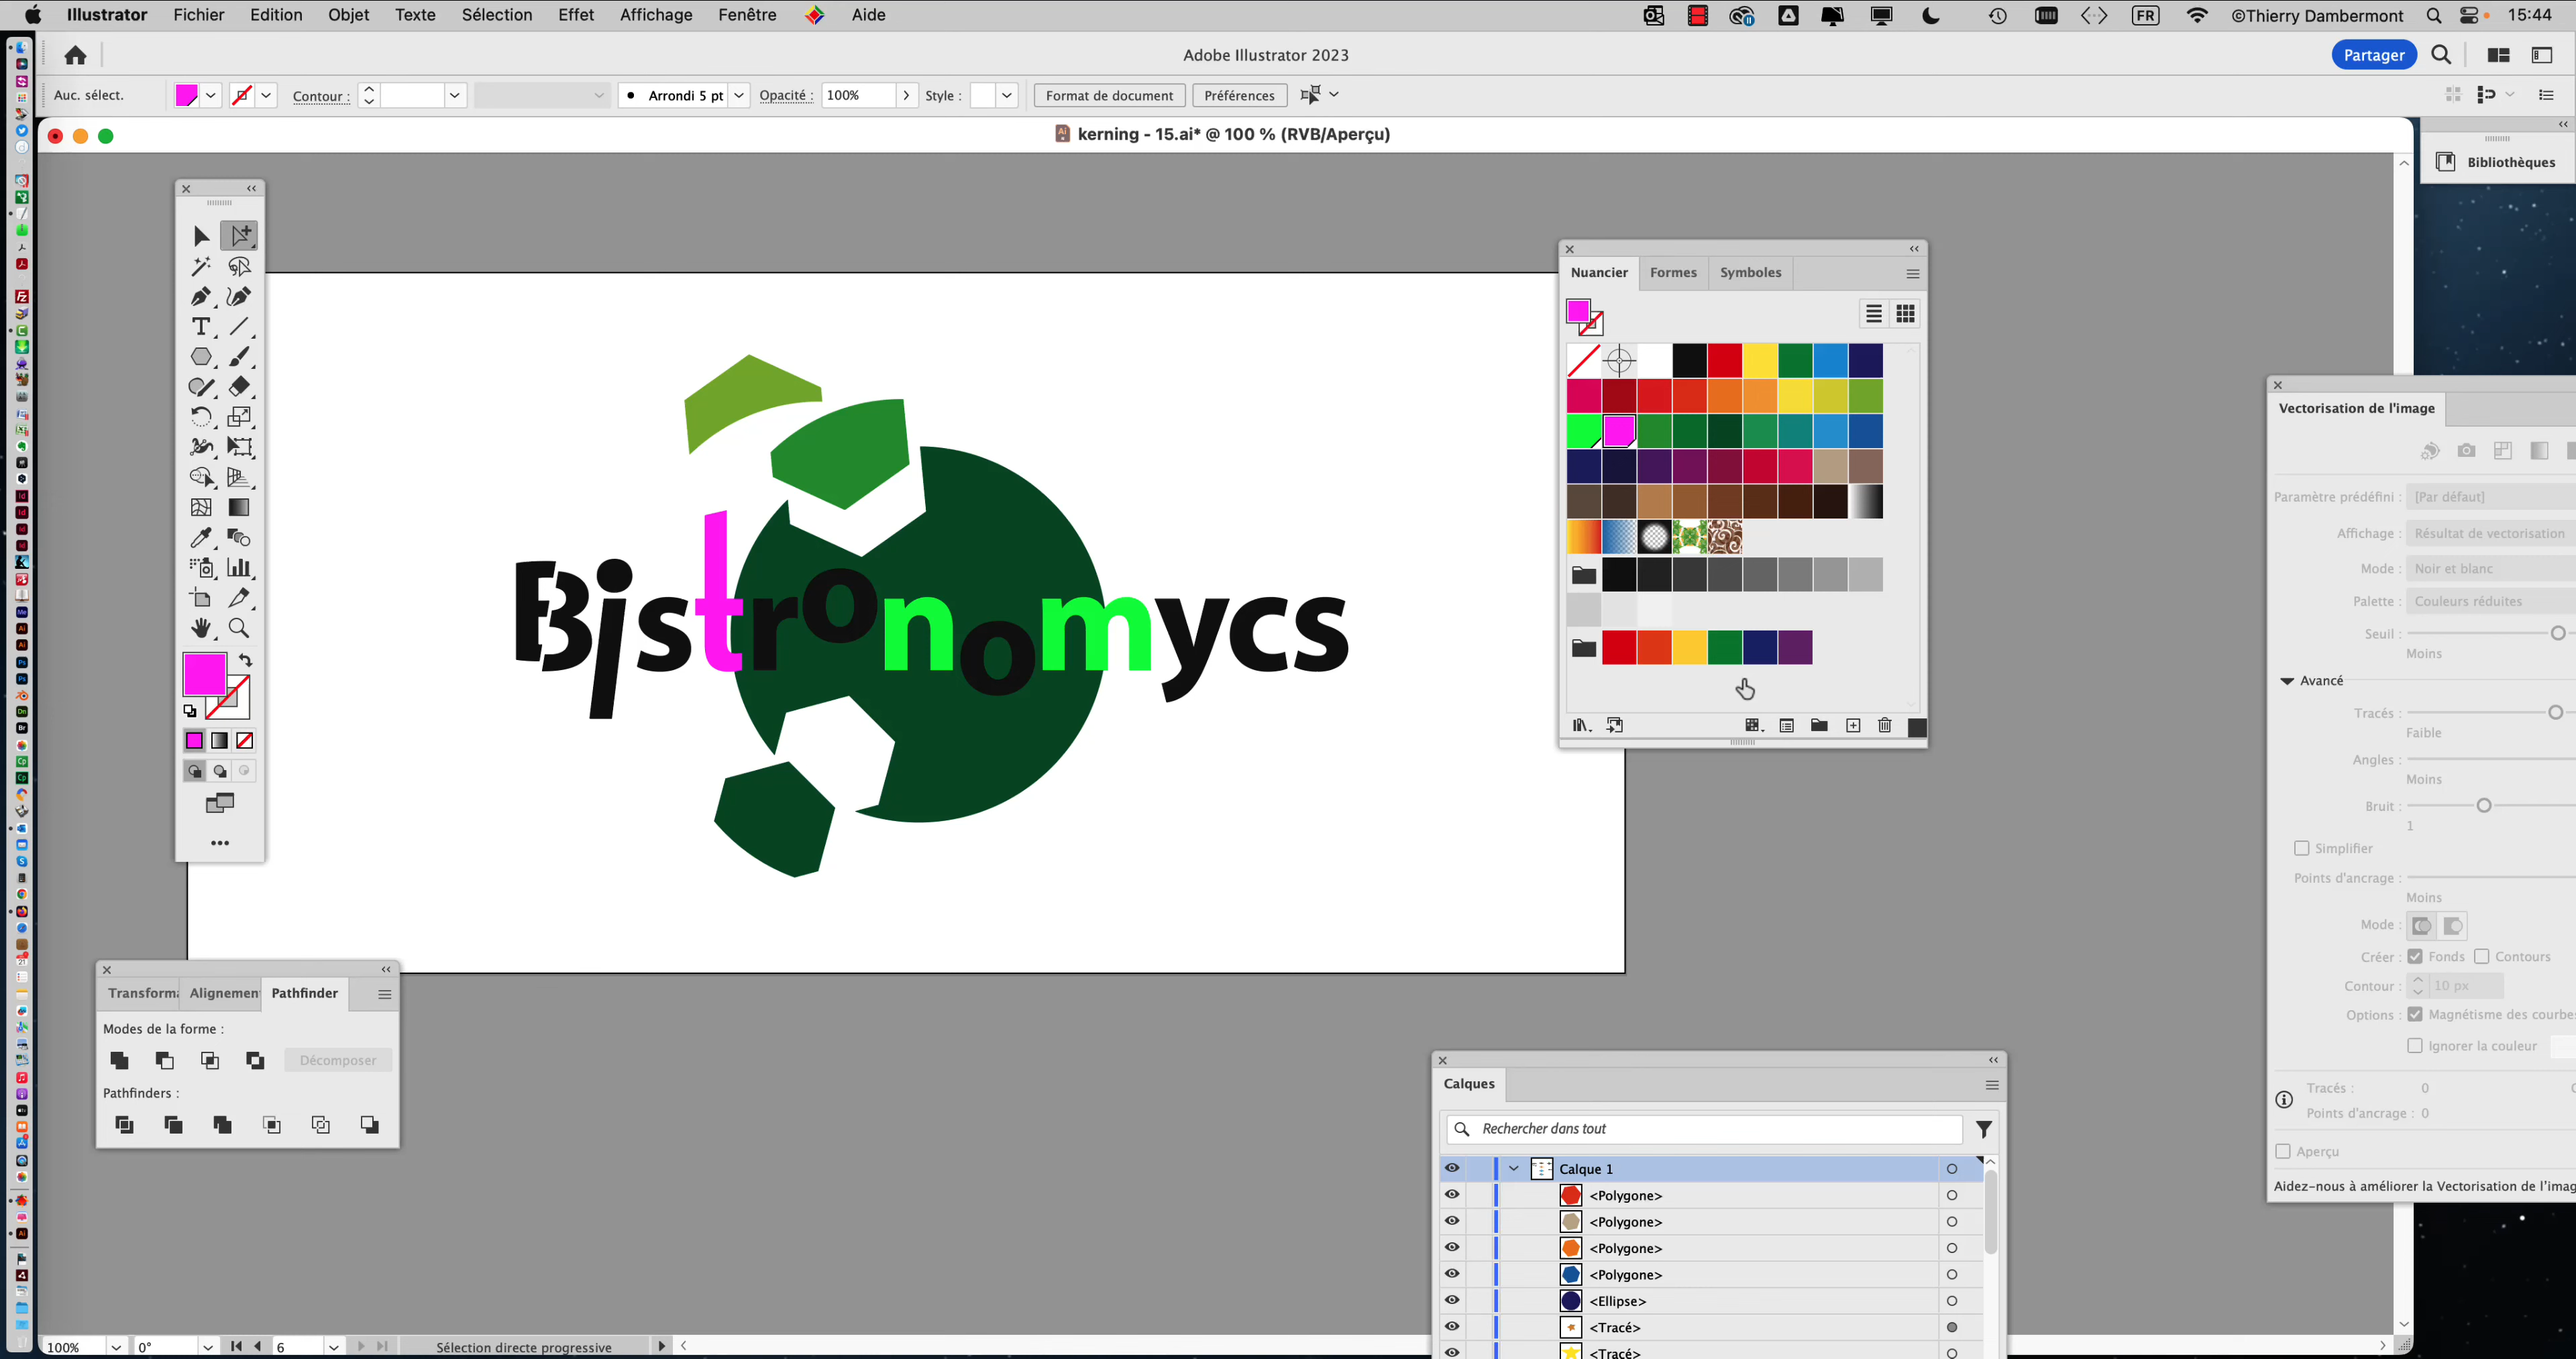 Illustrator Fichier Edition Objet Texte Sélection Effet Affichage Fenêtre Aide FR ©Thierry Dambermont 15:44
Adobe Illustrator 2023 Partager
Auc. sélect. Contour : Arrondi 5 pt Opacité : 100% Style : Format de document Préférences
kerning - 15.ai* @ 100 % (RVB/Aperçu)
Bibliothèques
Nuancier Formes Symboles
Vectorisation de l'image
Paramètre prédéfini : [Par défaut]
Affichage : Résultat de vectorisation
Mode : Noir et blanc
Palette : Couleurs réduites
Seuil :
Moins
Avancé
Tracés :
Faible
Angles :
Moins
Bruit :
1
Simplifier
Points d'ancrage :
Moins
Mode :
Créer : Fonds Contours
Contour : 10 px
Options : Magnétisme des courbes
Ignorer la couleur
Tracés : 0
Points d'ancrage : 0
Aperçu
Aidez-nous à améliorer la Vectorisation de l'imag
Bistronomycs
Transforma Alignemen Pathfinder
Modes de la forme :
Décomposer
Pathfinders :
Calques
Rechercher dans tout
Calque 1
<Polygone>
<Polygone>
<Polygone>
<Polygone>
<Ellipse>
<Tracé>
<Tracé>
100% 0° 6 Sélection directe progressive